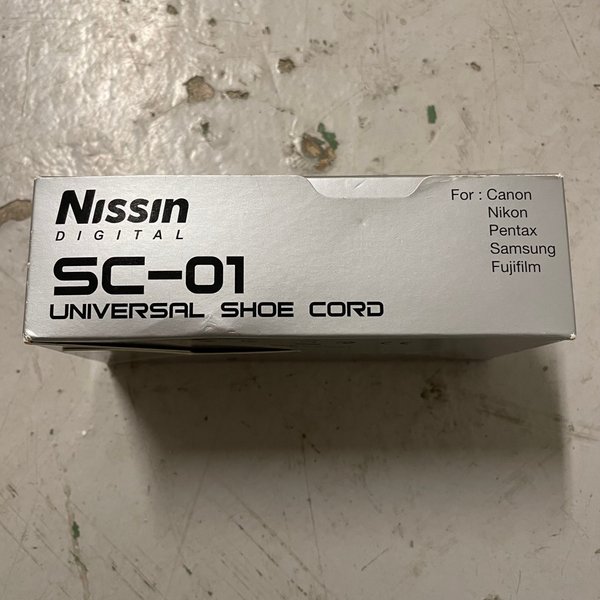 Nissin
DIGITAL
SC-01
UNIVERSAL SHOE CORD
For : Canon
Nikon
Pentax
Samsung
Fujifilm